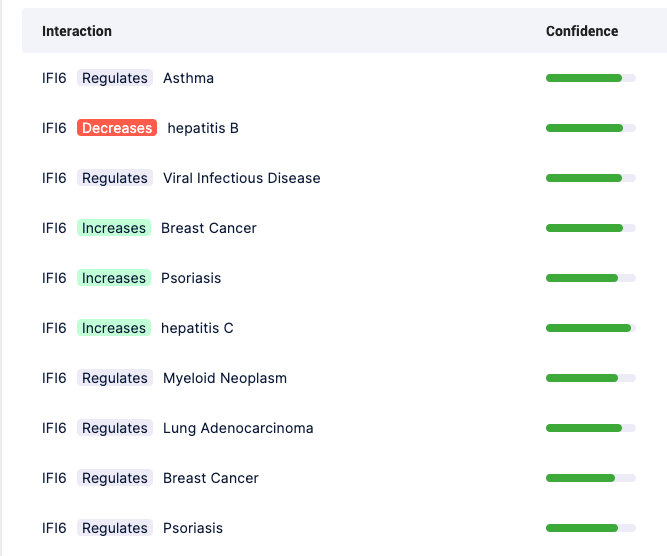 Interaction Confidence
IFI6 Regulates Asthma
IFI6 Decreases hepatitis B
IFI6 Regulates Viral Infectious Disease
IFI6 Increases Breast Cancer
IFI6 Increases Psoriasis
IFI6 Increases hepatitis C
IFI6 Regulates Myeloid Neoplasm
IFI6 Regulates Lung Adenocarcinoma
IFI6 Regulates Breast Cancer
IFI6 Regulates Psoriasis